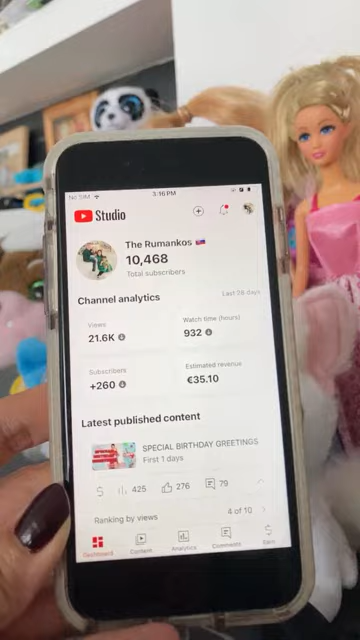 No SIM
3:16 PM
Studio
The Rumankos
10,468
Total subscribers
Channel analytics
Last 28 days
Views
21.6K
Watch time (hours)
932
Subscribers
+260
Estimated revenue
€35.10
Latest published content
SPECIAL BIRTHDAY GREETINGS
First 1 days
$ 425 276 79
Ranking by views
4 of 10
Dashboard Content Analytics Comments Earn